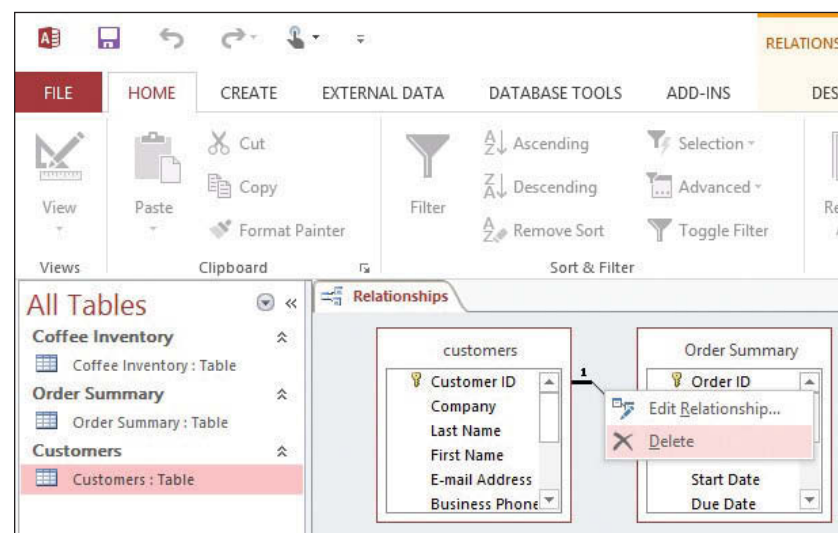 RELATIONS
FILE HOME CREATE EXTERNAL DATA DATABASE TOOLS ADD-INS DES
View
Paste
Cut
Copy
Format Painter
Filter
Ascending
Descending
Remove Sort
Selection
Advanced
Toggle Filter
Re
Views Clipboard Sort & Filter
All Tables
Coffee Inventory
Coffee Inventory : Table
Order Summary
Order Summary : Table
Customers
Customers : Table
Relationships
customers
Customer ID
Company
Last Name
First Name
E-mail Address
Business Phone
1
Order Summary
Order ID
Edit Relationship...
Delete
Start Date
Due Date